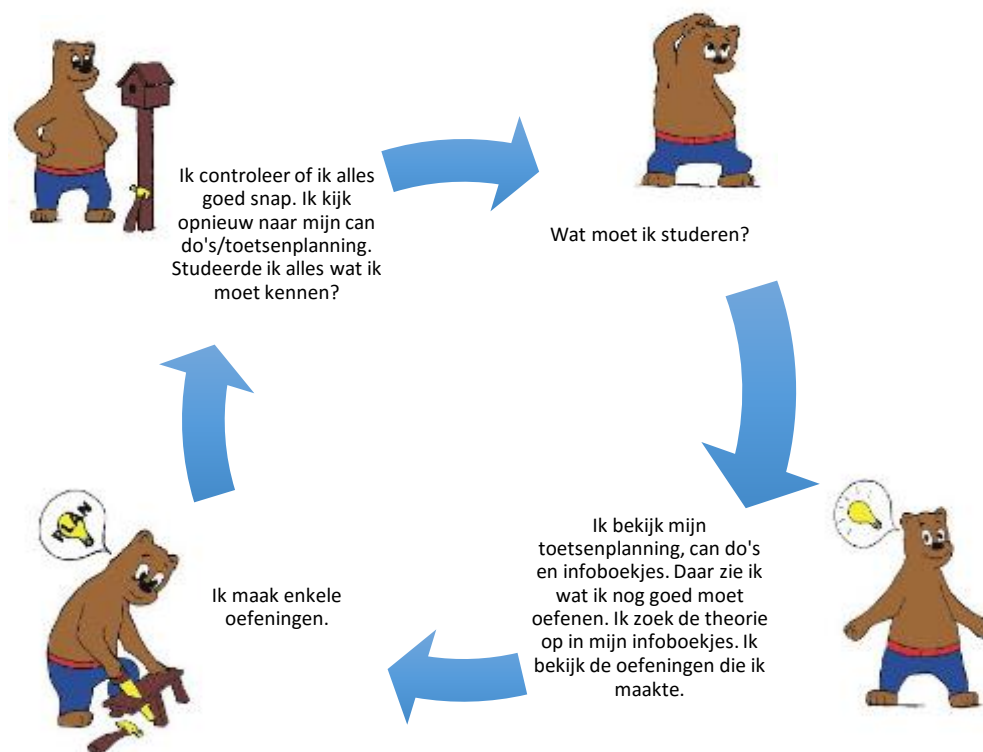 Wat moet ik studeren?
Ik bekijk mijn
toetsenplanning, can do's
en infoboekjes. Daar zie ik
wat ik nog goed moet
oefenen. Ik zoek de theorie
op in mijn infoboekjes. Ik
bekijk de oefeningen die ik
maakte.
PLAN
Ik maak enkele
oefeningen.
Ik controleer of ik alles
goed snap. Ik kijk
opnieuw naar mijn can
do's/toetsenplanning.
Studeerde ik alles wat ik
moet kennen?